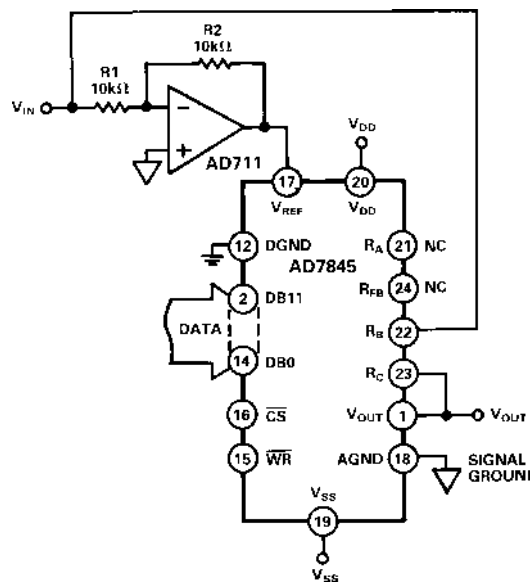 R2
10kΩ
R1
10kΩ
VIN
−
+
AD711
VDD
17
20
VREF
VDD
12
DGND
AD7845
RA
21
NC
2
DB11
RFB
24
NC
DATA
RB
22
14
DB0
RC
23
16
CS
VOUT
1
VOUT
15
WR
AGND
18
SIGNAL
GROUND
VSS
19
VSS